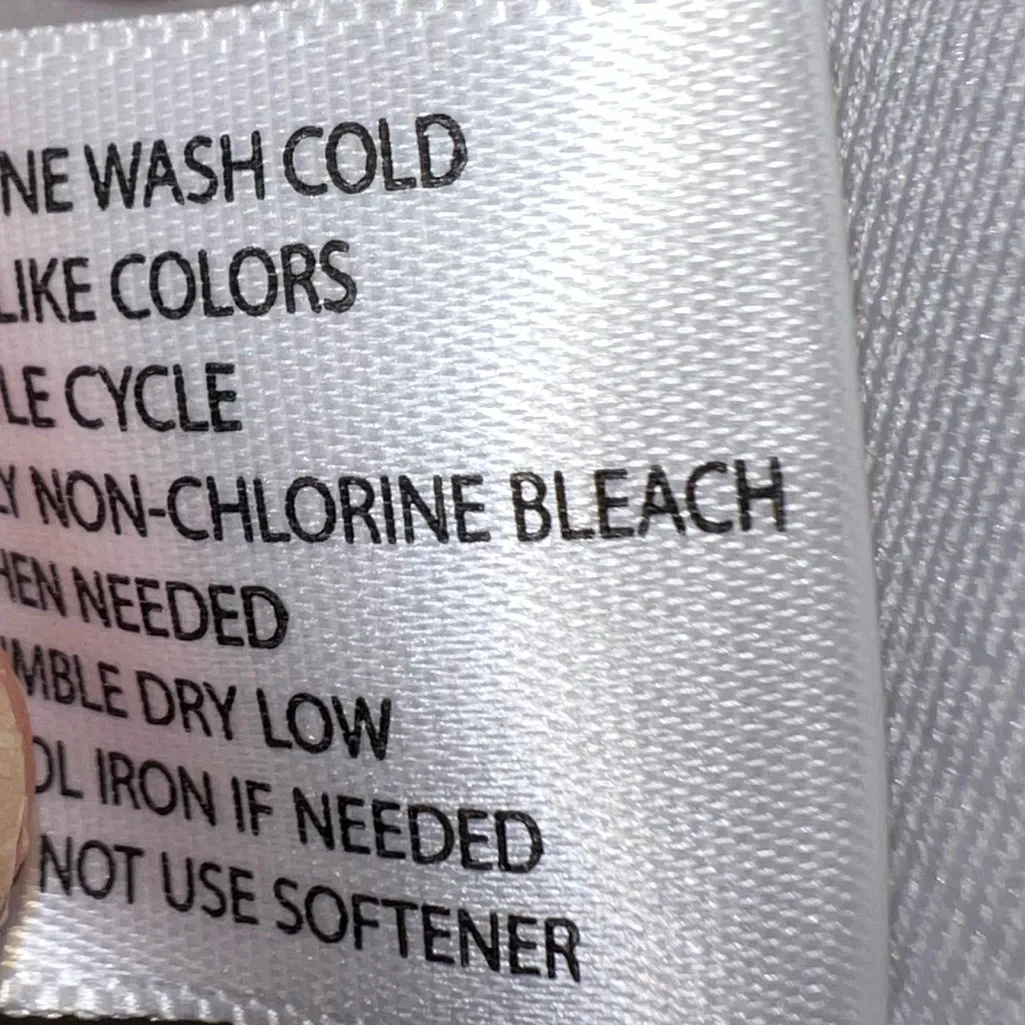 NE WASH COLD
LIKE COLORS
LE CYCLE
LY NON-CHLORINE BLEACH
HEN NEEDED
UMBLE DRY LOW
OL IRON IF NEEDED
NOT USE SOFTENER